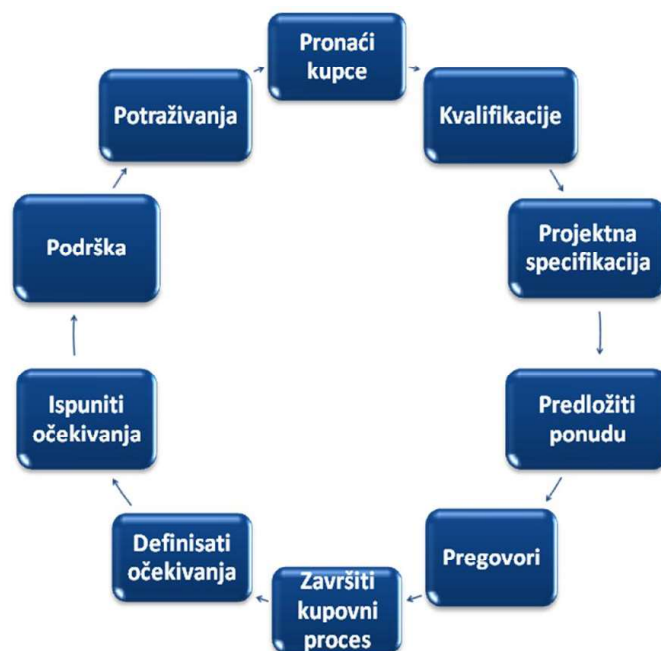 Pronaći
kupce
Kvalifikacije
Projektna
specifikacija
Predložiti
ponudu
Pregovori
Završiti
kupovni
proces
Definisati
očekivanja
Ispuniti
očekivanja
Podrška
Potraživanja